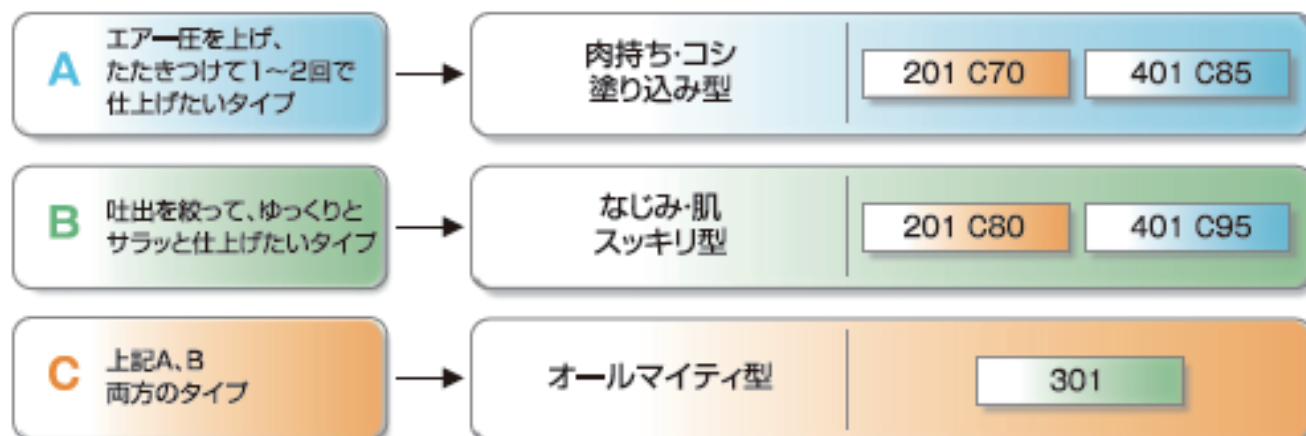 A
エアー圧を上げ、
たたきつけて1〜2回で
仕上げたいタイプ
肉持ち・コシ
塗り込み型
201 C70
401 C85
B
吐出を絞って、ゆっくりと
サラッと仕上げたいタイプ
なじみ・肌
スッキリ型
201 C80
401 C95
C
上記A、B
両方のタイプ
オールマイティ型
301